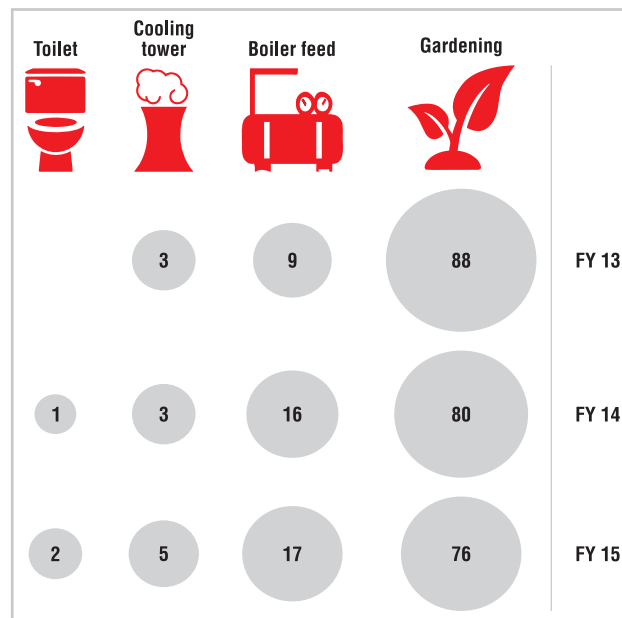 Toilet
Cooling
tower
Boiler feed
Gardening
3 9 88 FY 13
1 3 16 80 FY 14
2 5 17 76 FY 15